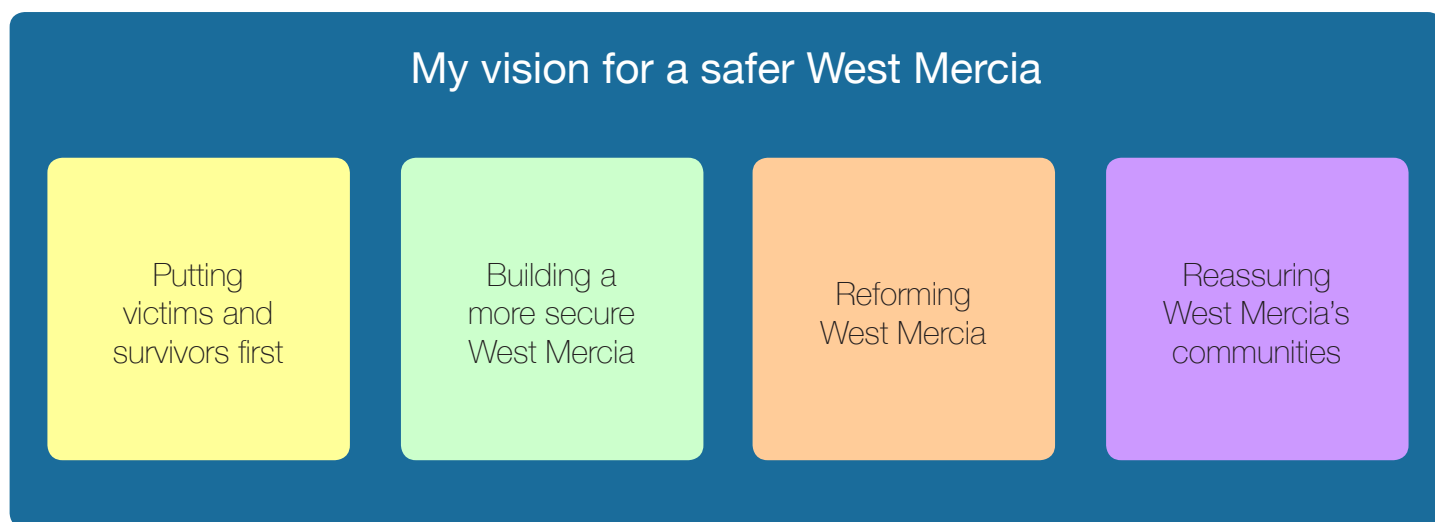 My vision for a safer West Mercia
Putting
victims and
survivors first
Building a
more secure
West Mercia
Reforming
West Mercia
Reassuring
West Mercia's
communities